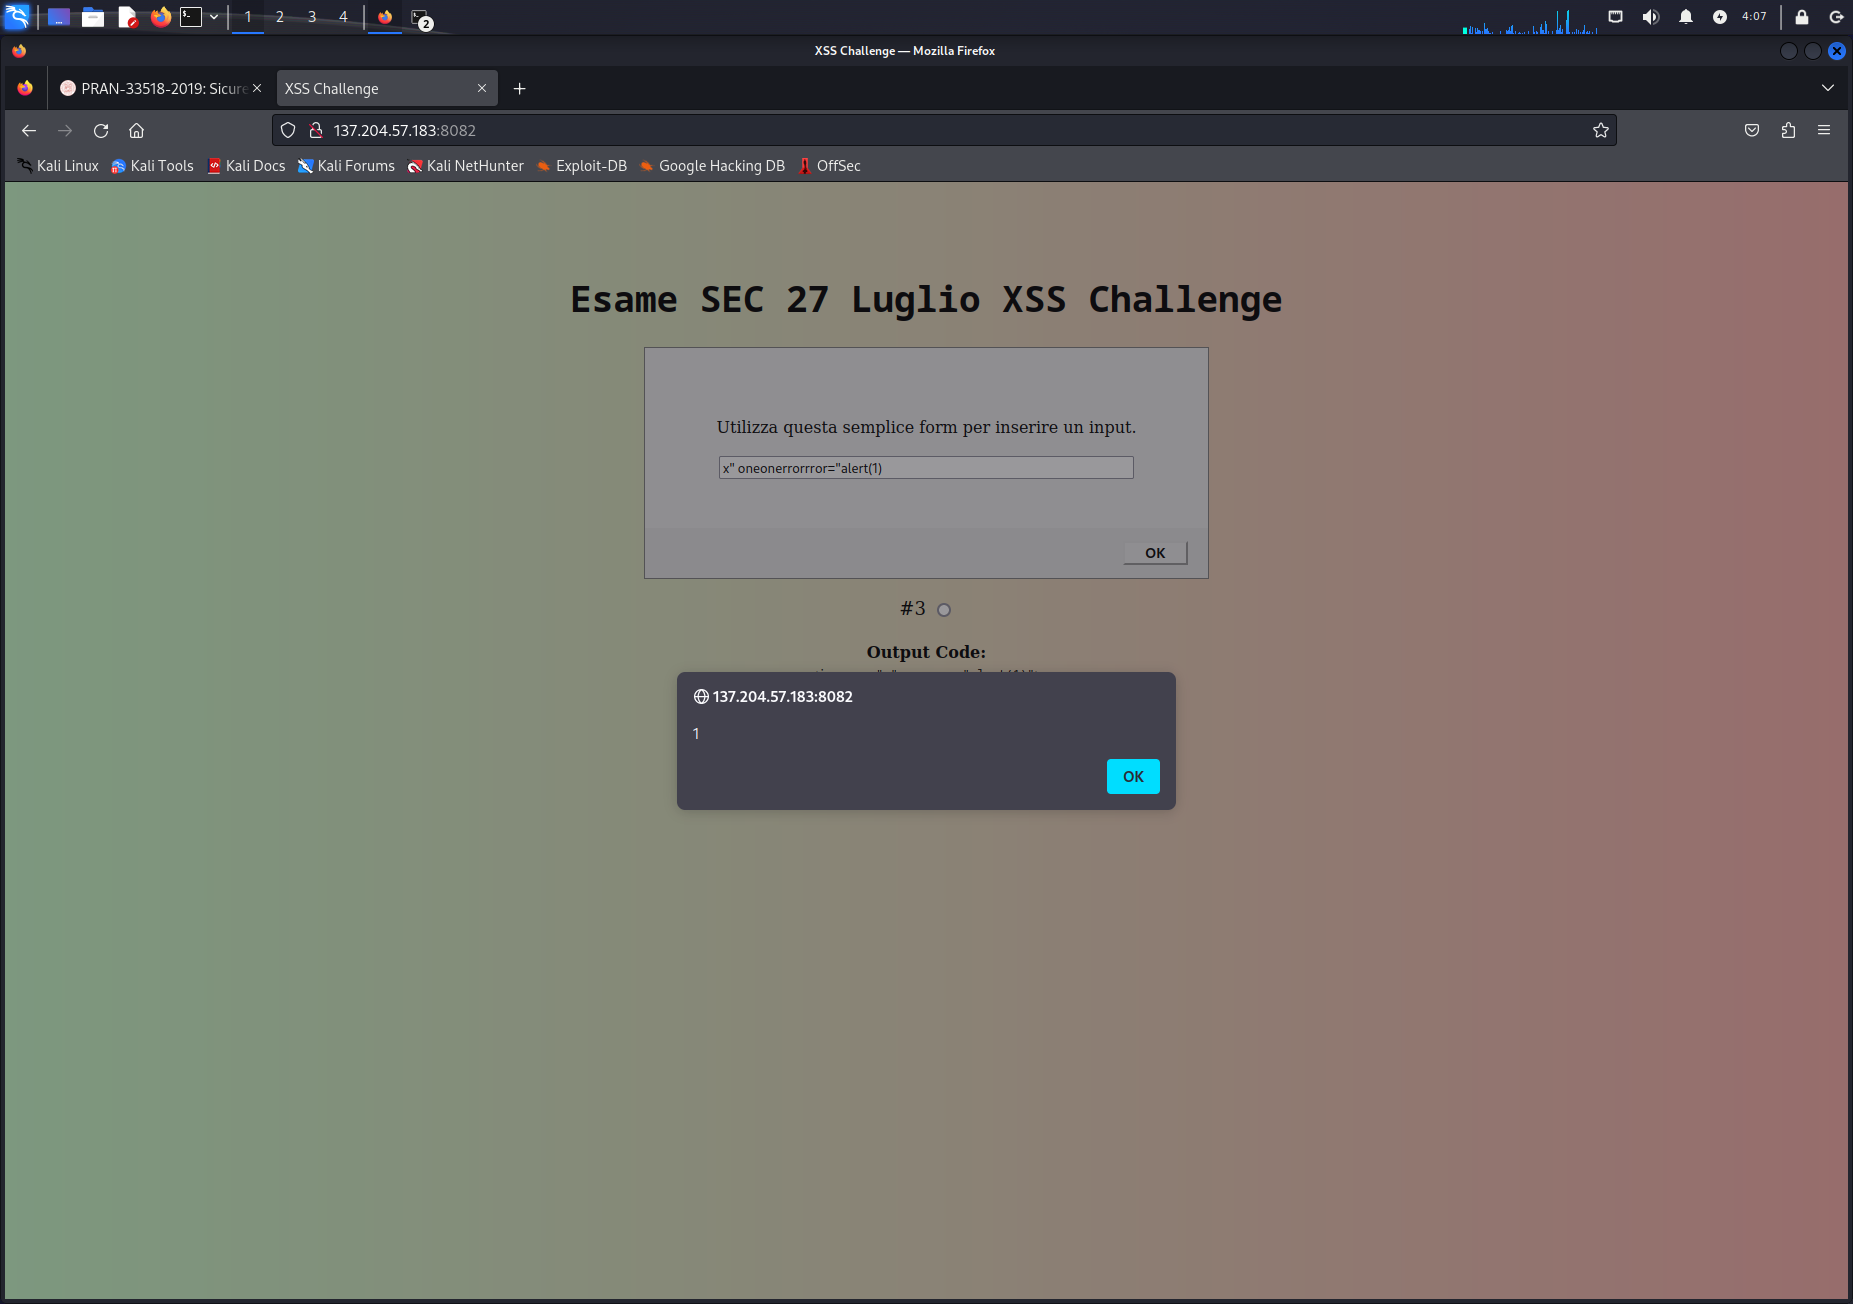 1 2 3 4 2 4:07
XSS Challenge — Mozilla Firefox
PRAN-33518-2019: Sicure XSS Challenge
137.204.57.183:8082
Kali Linux Kali Tools Kali Docs Kali Forums Kali NetHunter Exploit-DB Google Hacking DB OffSec
Esame SEC 27 Luglio XSS Challenge
Utilizza questa semplice form per inserire un input.
x" oneonerrorrror="alert(1)
OK
#3
Output Code:
137.204.57.183:8082
1
OK